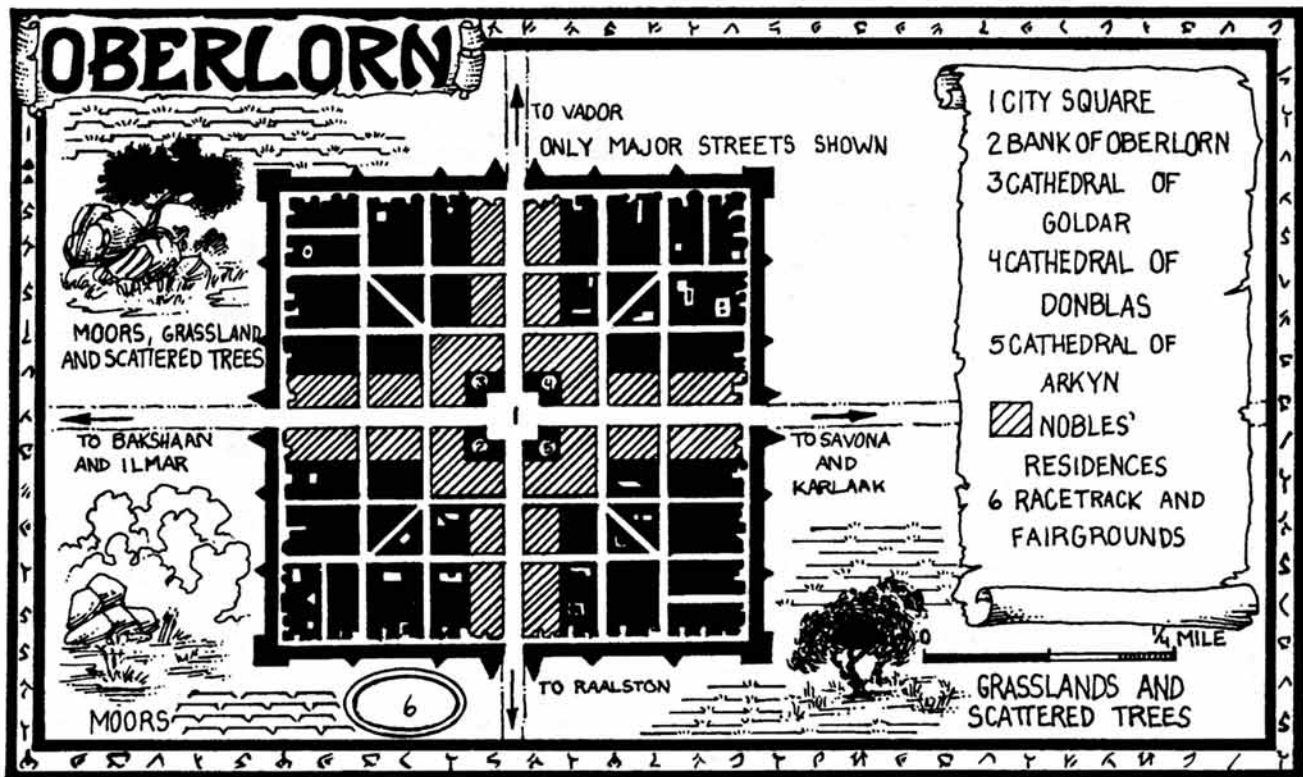 OBERLORN
TO VADOR
ONLY MAJOR STREETS SHOWN
MOORS, GRASSLAND
AND SCATTERED TREES
3
4
1
2
5
TO BAKSHAAN
AND ILMAR
TO SAVONA
AND
KARLAAK
MOORS
6
TO RAALSTON
1 CITY SQUARE
2 BANK OF OBERLORN
3 CATHEDRAL OF
GOLDAR
4 CATHEDRAL OF
DONBLAS
5 CATHEDRAL OF
ARKYN
NOBLES'
RESIDENCES
6 RACETRACK AND
FAIRGROUNDS
0 1/4 MILE
GRASSLANDS AND
SCATTERED TREES